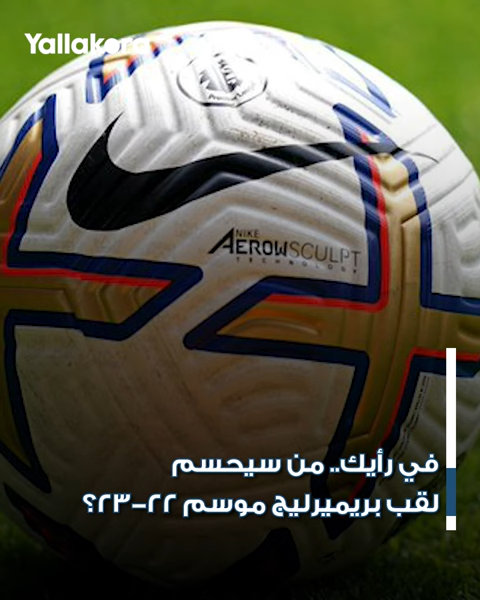 Yallakora
NIKE
AEROWSCULPT
TECHNOLOGY
في رأيك.. من سيحسم
لقب بريميرليج موسم ٢٢-٢٣؟